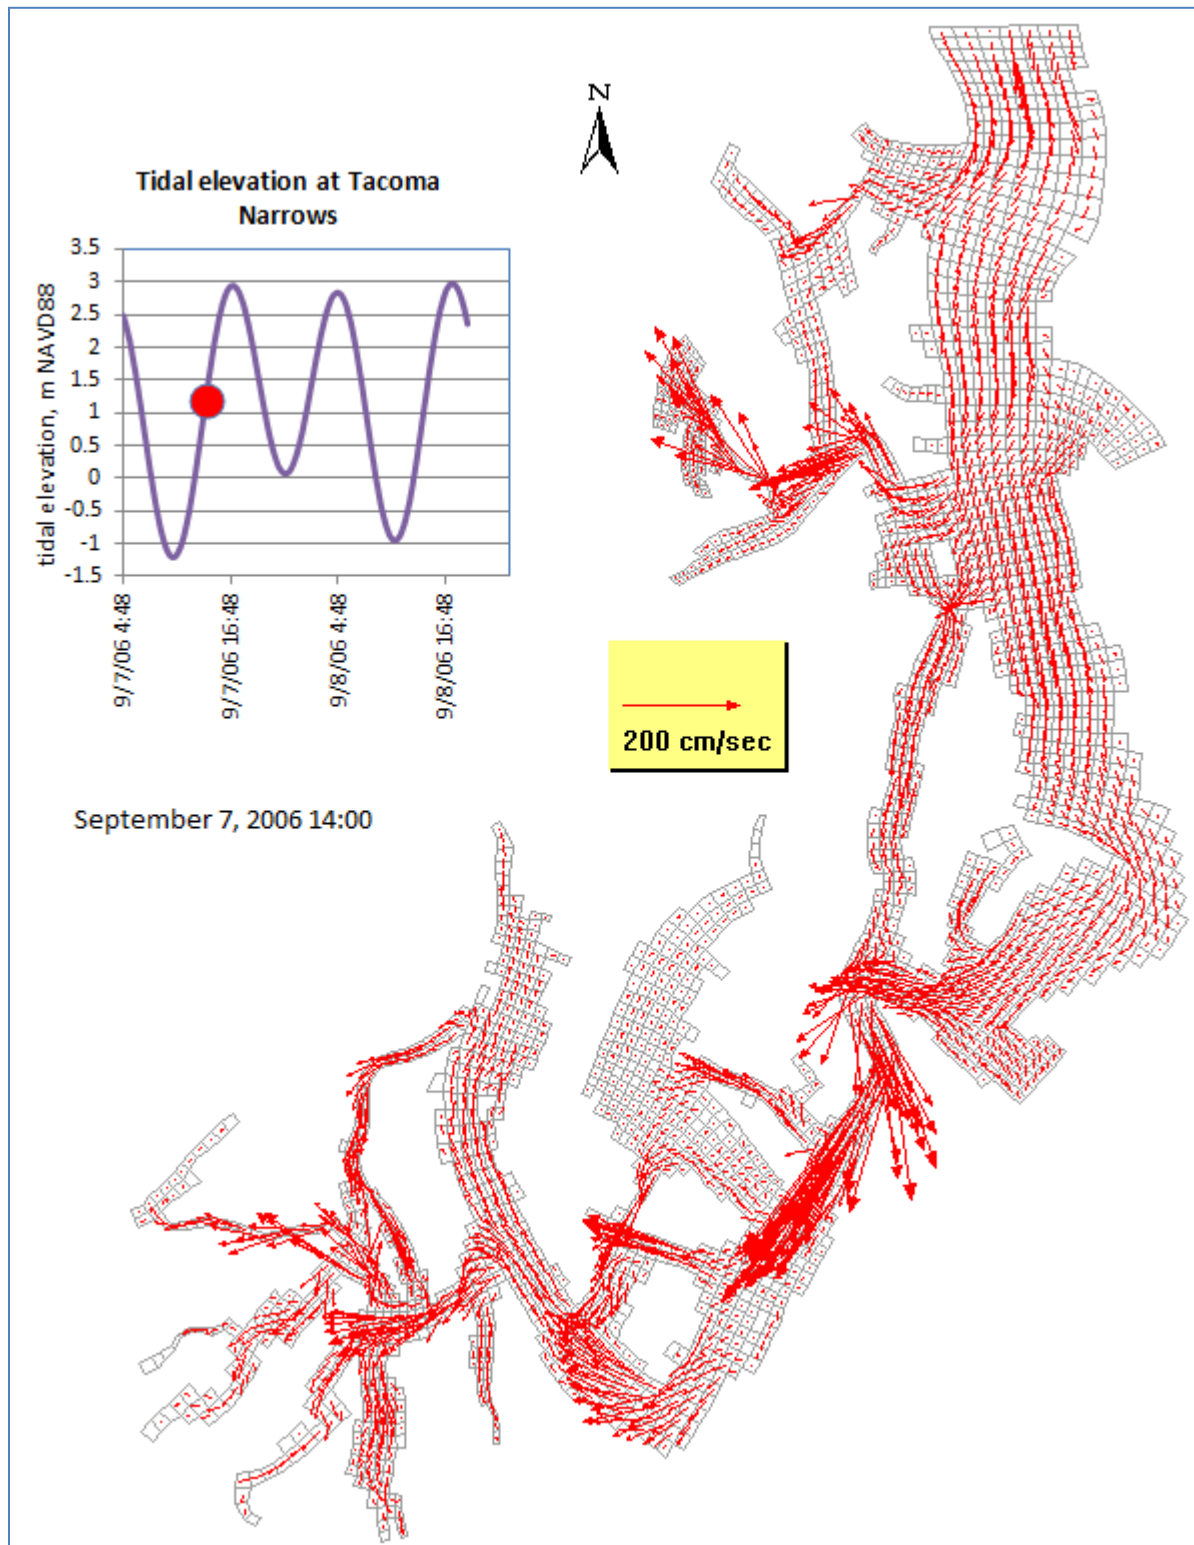 N
Tidal elevation at Tacoma
Narrows
tidal elevation, m NAVD88
3.5
3
2.5
2
1.5
1
0.5
0
-0.5
-1
-1.5
9/7/06 4:48
9/7/06 16:48
9/8/06 4:48
9/8/06 16:48
200 cm/sec
September 7, 2006 14:00